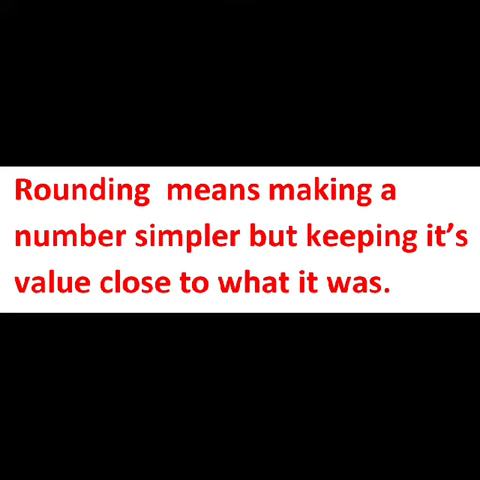 Rounding  means making a
number simpler but keeping it’s
value close to what it was.